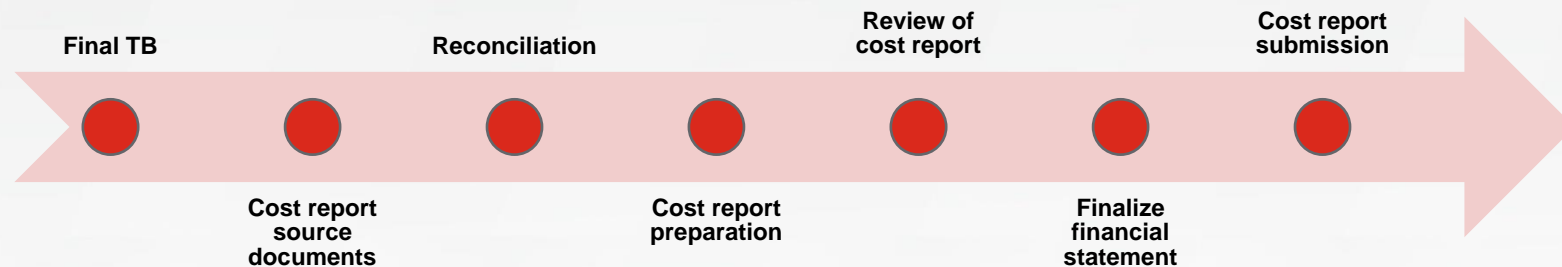 Final TB
Cost report
source
documents
Reconciliation
Cost report
preparation
Review of
cost report
Finalize
financial
statement
Cost report
submission